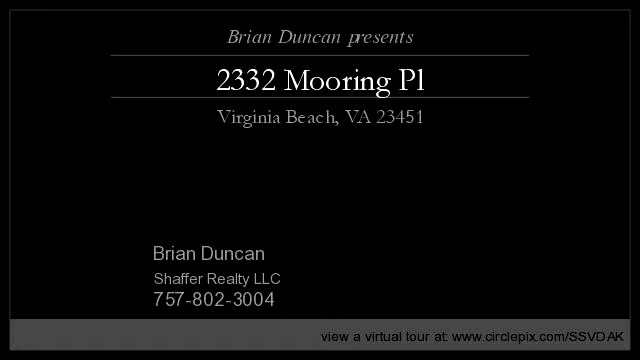 Brian Duncan presents
2332 Mooring Pl
Virginia Beach, VA 23451
Brian Duncan
Shaffer Realty LLC
757-802-3004
view a virtual tour at: www.circlepix.com/SSVDAK